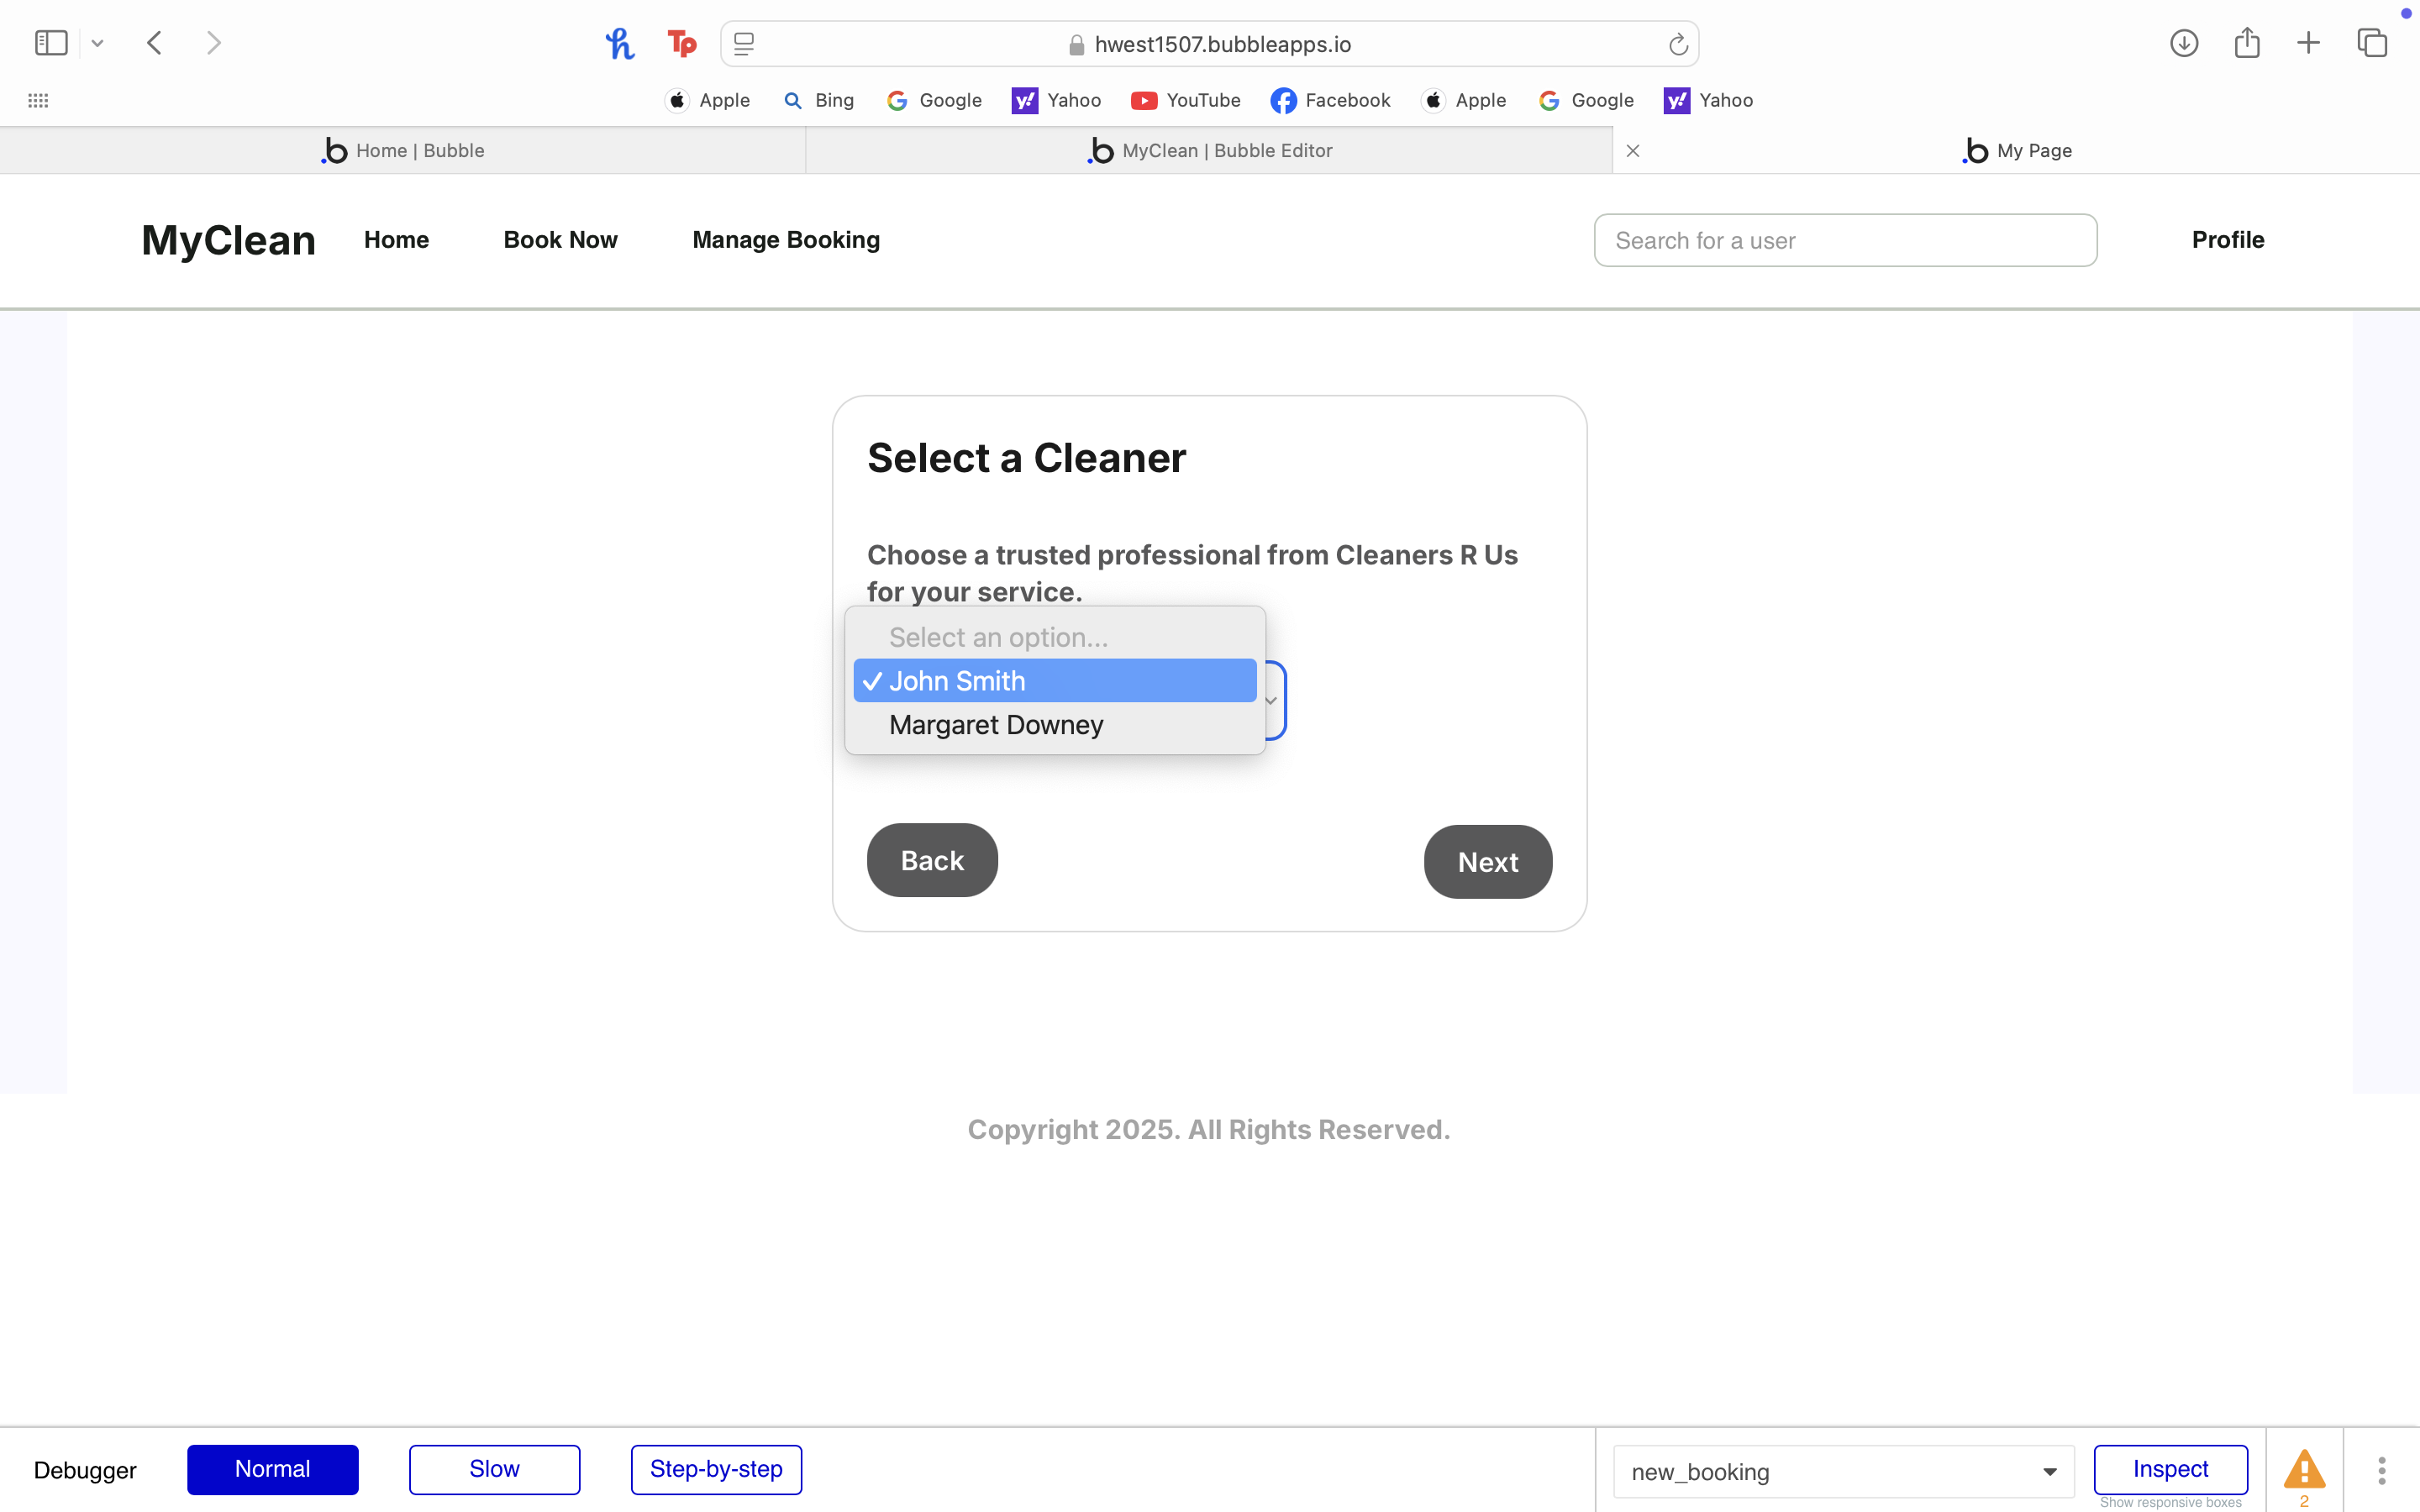 hwest1507.bubbleapps.io
Apple Bing Google Yahoo YouTube Facebook Apple Google Yahoo
Home | Bubble MyClean | Bubble Editor My Page
MyClean Home Book Now Manage Booking Search for a user Profile
Select a Cleaner
Choose a trusted professional from Cleaners R Us
for your service.
Select an option...
✓ John Smith
Margaret Downey
Back Next
Copyright 2025. All Rights Reserved.
Debugger Normal Slow Step-by-step new_booking Inspect
Show responsive boxes 2